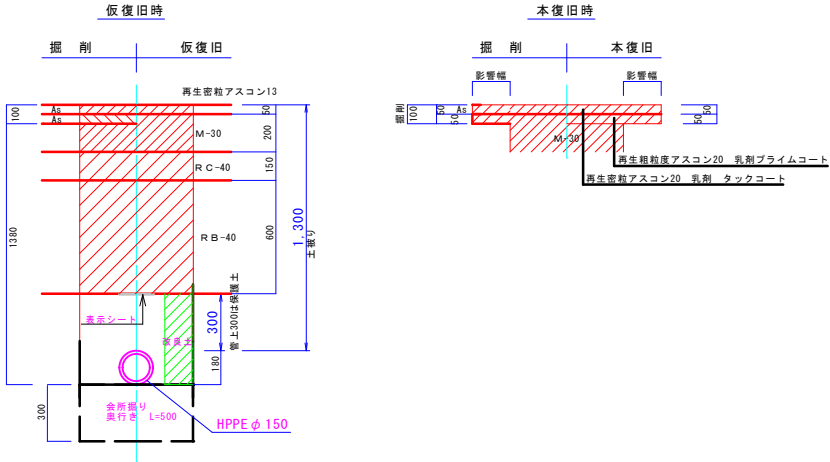 仮復旧時
掘 削 仮復旧
再生密粒アスコン13
100
As
As
50
M-30
200
RC-40
150
RB-40
600
1,300
土被り
1380
表示シート
改良土
300
管上300は保護土
180
300
会所掘り
奥行き L=500
HPPEφ150
本復旧時
掘 削 本復旧
影響幅
影響幅
掘削
100
50
50
As
50
50
M-30
再生粗粒度アスコン20 乳剤プライムコート
再生密粒アスコン20 乳剤 タックコート